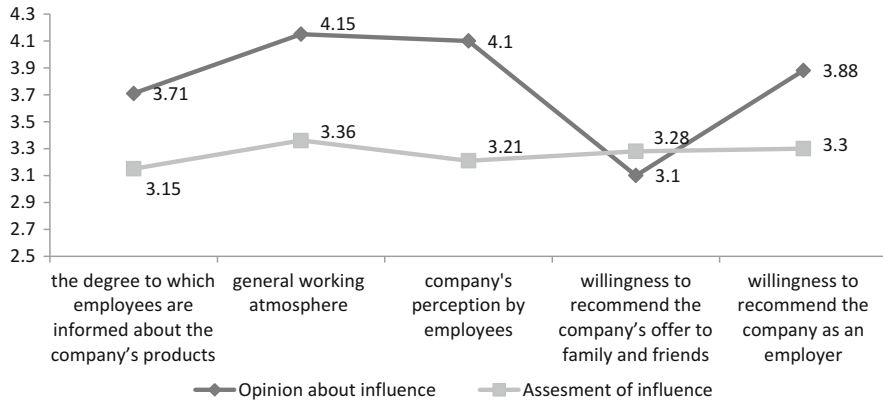 4.3
4.1
3.9
3.7
3.5
3.3
3.1
2.9
2.7
2.5
3.71
4.15
4.1
3.1
3.88
3.15
3.36
3.21
3.28
3.3
the degree to which
employees are
informed about the
company’s products
general working
atmosphere
company's
perception by
employees
willingness to
recommend the
company’s offer to
family and friends
willingness to
recommend the
company as an
employer
Opinion about influence
Assesment of influence